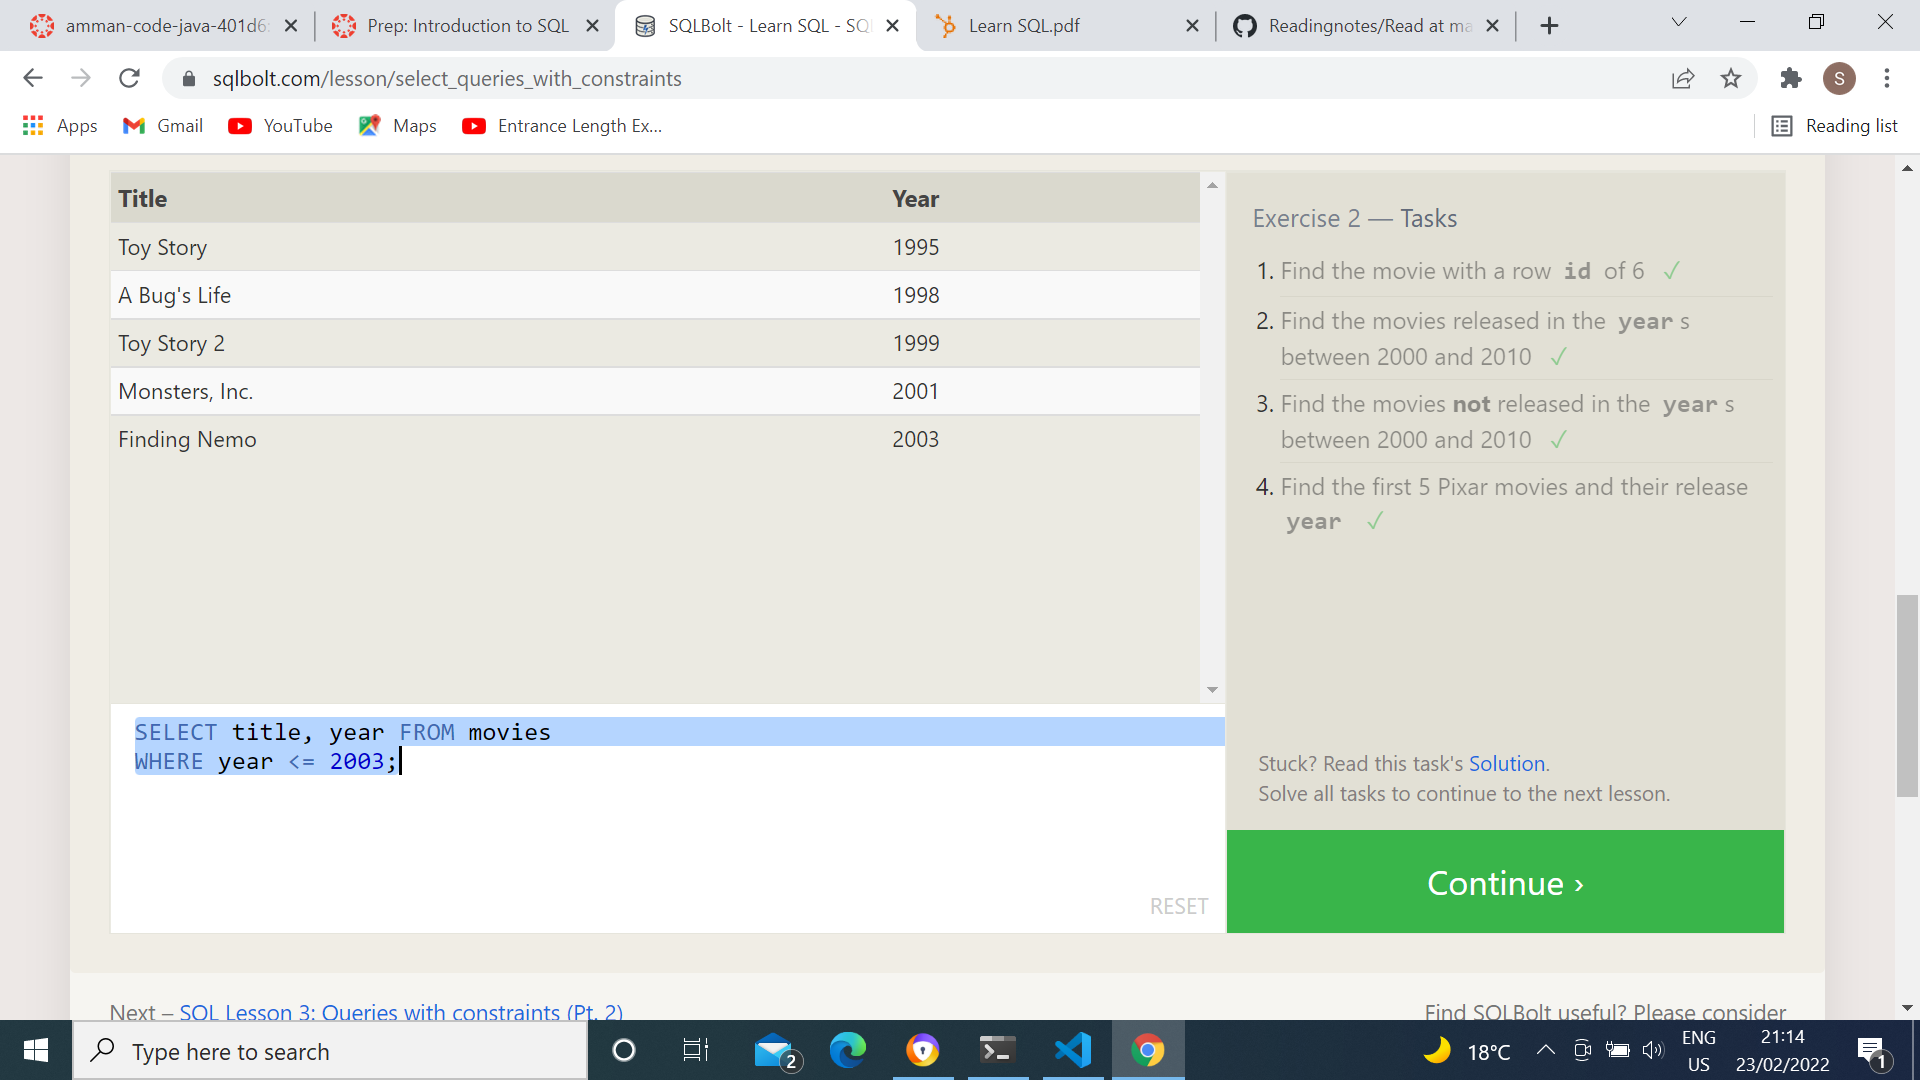 amman-code-java-401d6:
Prep: Introduction to SQL
SQLBolt - Learn SQL - SQ
Learn SQL.pdf
Readingnotes/Read at ma
sqlbolt.com/lesson/select_queries_with_constraints
S
Apps
Gmail
YouTube
Maps
Entrance Length Ex...
Reading list
Title Year
Toy Story 1995
A Bug's Life 1998
Toy Story 2 1999
Monsters, Inc. 2001
Finding Nemo 2003
SELECT title, year FROM movies
WHERE year <= 2003;
RESET
Exercise 2 — Tasks
1. Find the movie with a row id of 6 ✓
2. Find the movies released in the year s
between 2000 and 2010 ✓
3. Find the movies not released in the year s
between 2000 and 2010 ✓
4. Find the first 5 Pixar movies and their release
year ✓
Stuck? Read this task's Solution.
Solve all tasks to continue to the next lesson.
Continue ›
Next – SQL Lesson 3: Queries with constraints (Pt. 2)
Find SQLBolt useful? Please consider
Type here to search
2
18°C
ENG
US
21:14
23/02/2022
1